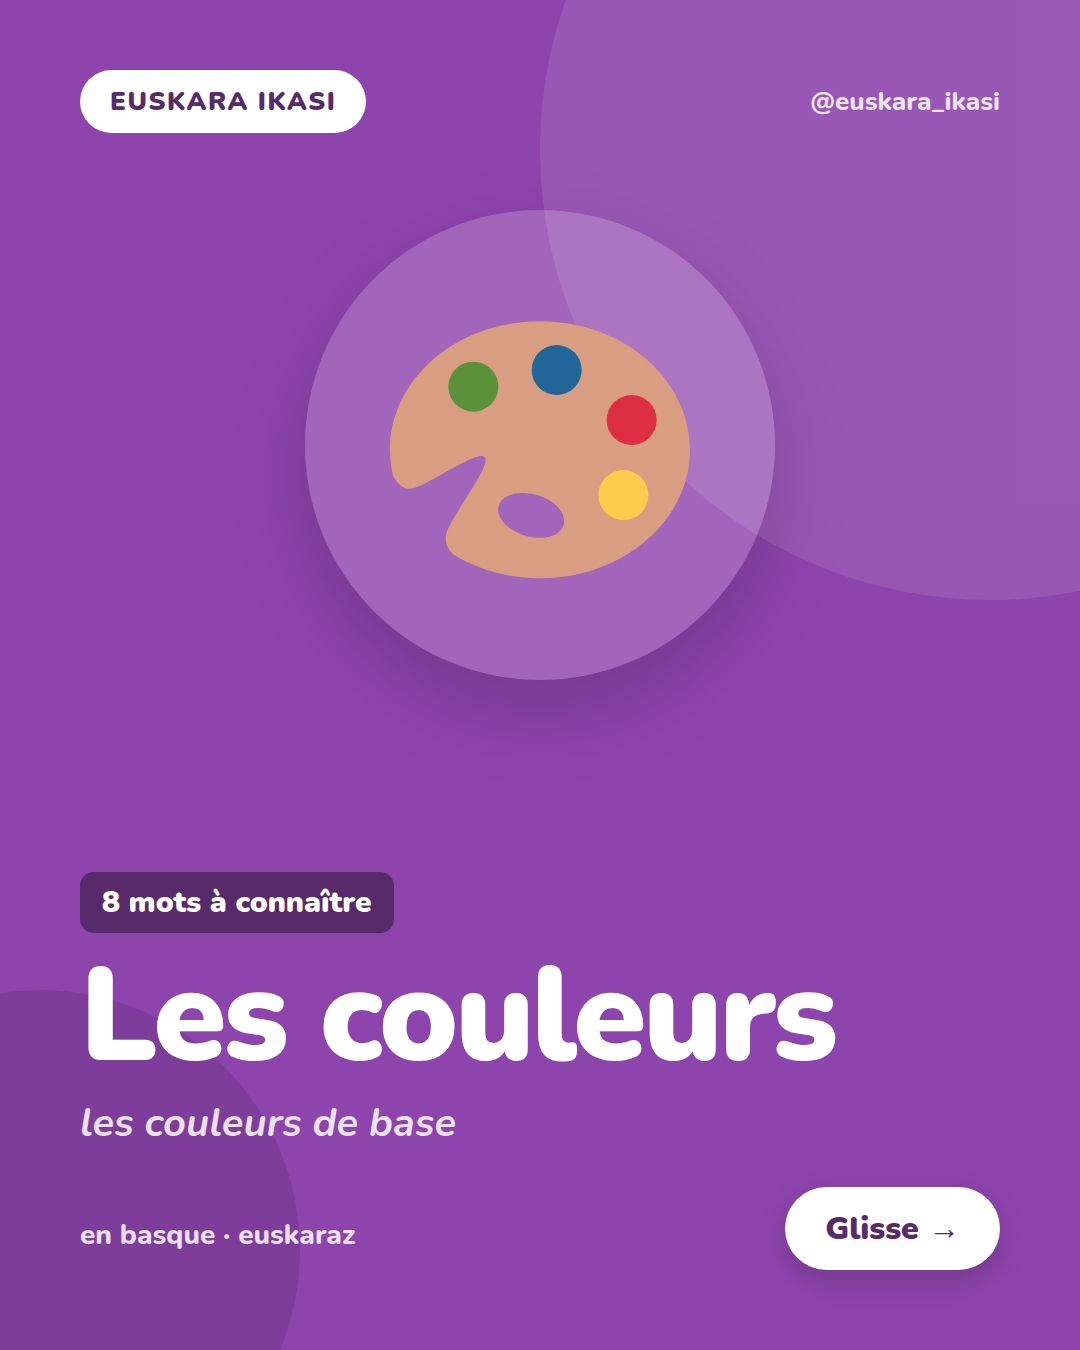 EUSKARA IKASI
@euskara_ikasi
8 mots à connaître
Les couleurs
les couleurs de base
en basque · euskaraz
Glisse →